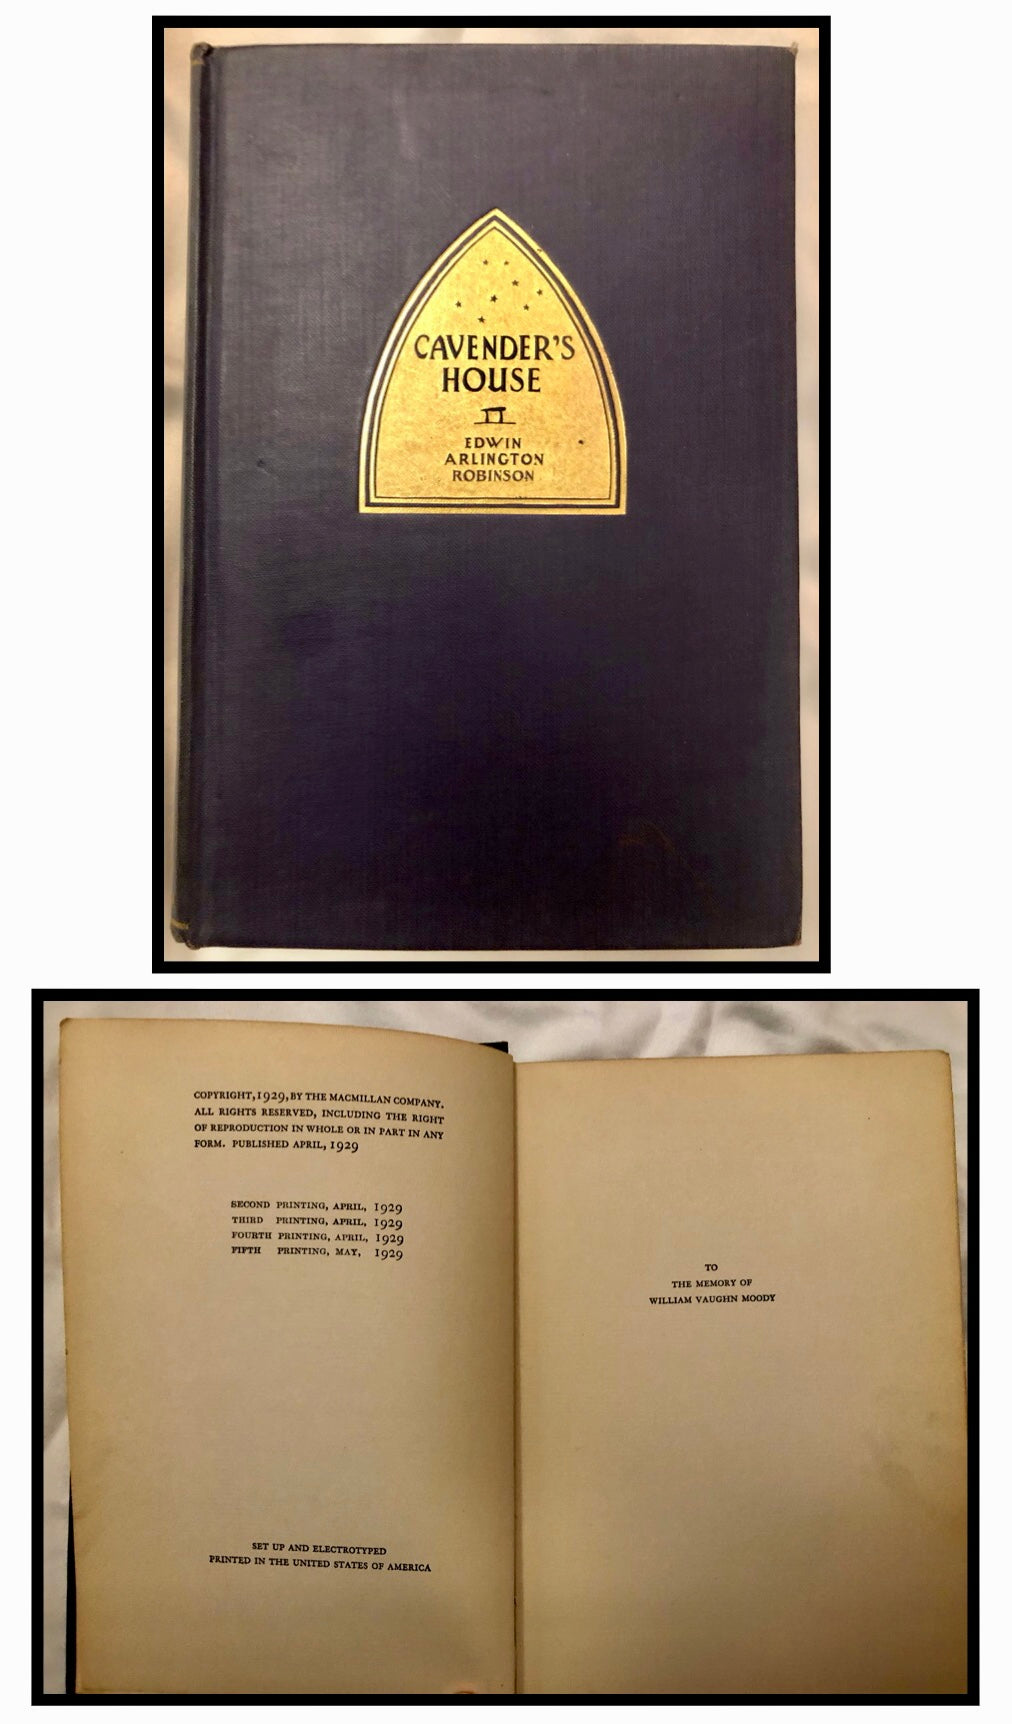 CAVENDER'S
HOUSE
EDWIN
ARLINGTON
ROBINSON
COPYRIGHT, 1929, BY THE MACMILLAN COMPANY.
ALL RIGHTS RESERVED, INCLUDING THE RIGHT
OF REPRODUCTION IN WHOLE OR IN PART IN ANY
FORM. PUBLISHED APRIL, 1929
SECOND PRINTING, APRIL, 1929
THIRD PRINTING, APRIL, 1929
FOURTH PRINTING, APRIL, 1929
FIFTH PRINTING, MAY, 1929
SET UP AND ELECTROTYPED
PRINTED IN THE UNITED STATES OF AMERICA
TO
THE MEMORY OF
WILLIAM VAUGHN MOODY